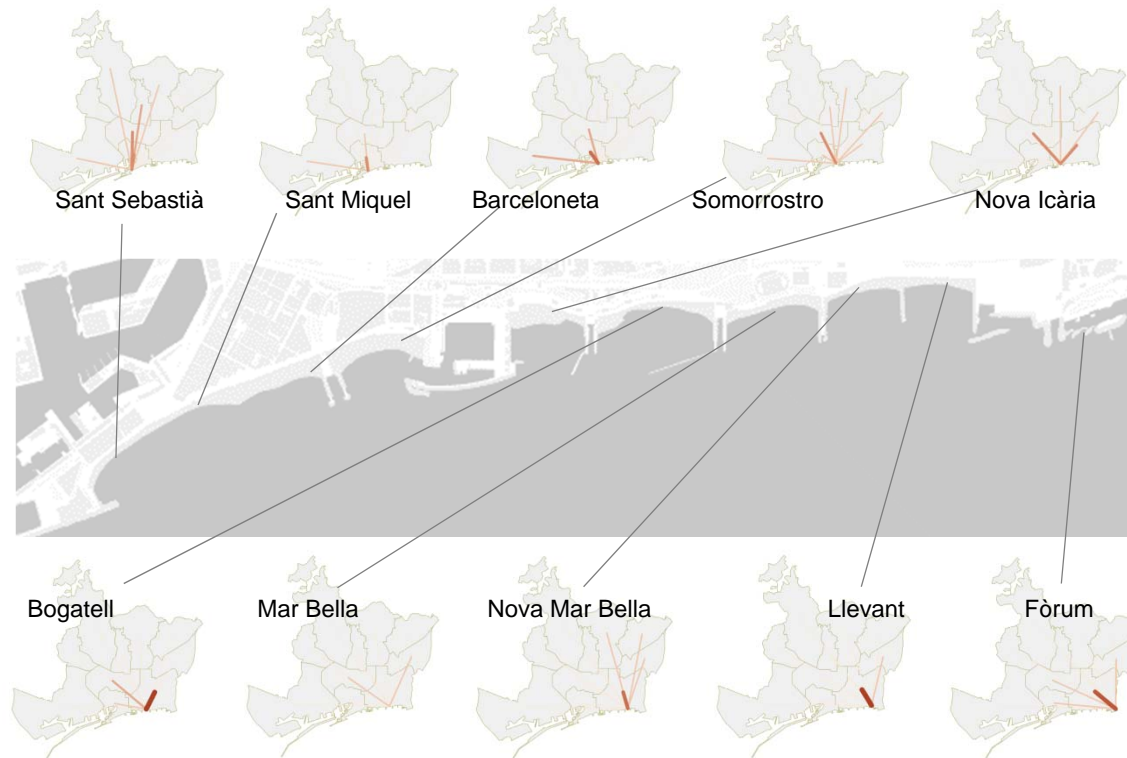 Sant Sebastià
Sant Miquel
Barceloneta
Somorrostro
Nova Icària
Bogatell
Mar Bella
Nova Mar Bella
Llevant
Fòrum